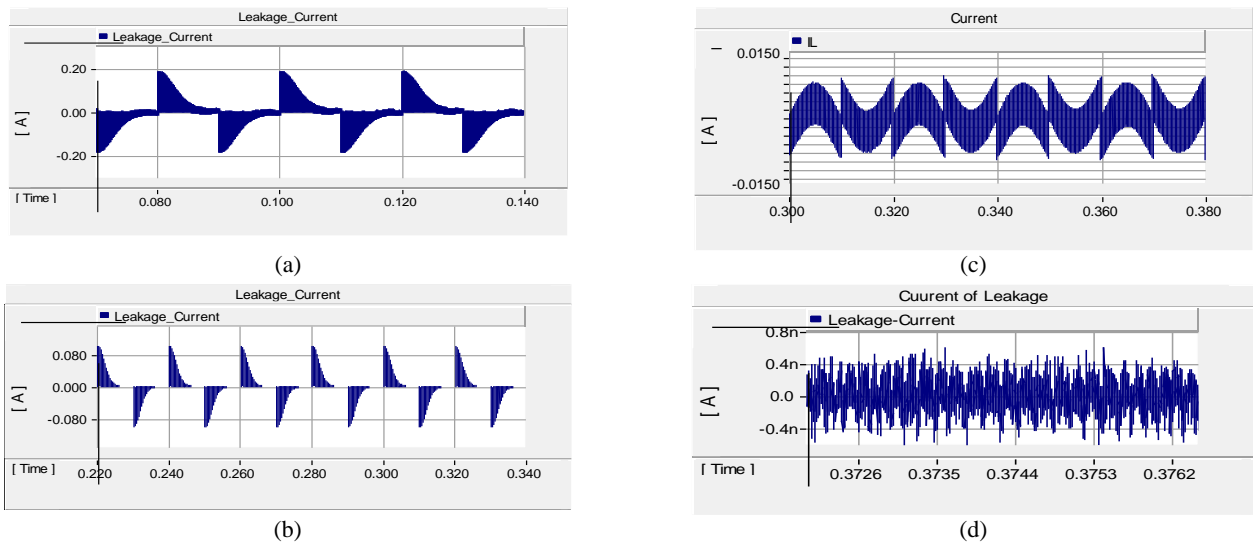 Leakage_Current
Leakage_Current
0.20
0.00
-0.20
[ A ]
[ Time ]
0.080
0.100
0.120
0.140
(a)
Leakage_Current
Leakage_Current
0.080
0.000
-0.080
[ A ]
[ Time ]
0.220
0.240
0.260
0.280
0.300
0.320
0.340
(b)
Current
IL
0.0150
-0.0150
[ A ]
[ Time ]
0.300
0.320
0.340
0.360
0.380
(c)
Cuurent of Leakage
Leakage-Current
0.8n
0.4n
0.0
-0.4n
[ A ]
[ Time ]
0.3726
0.3735
0.3744
0.3753
0.3762
(d)